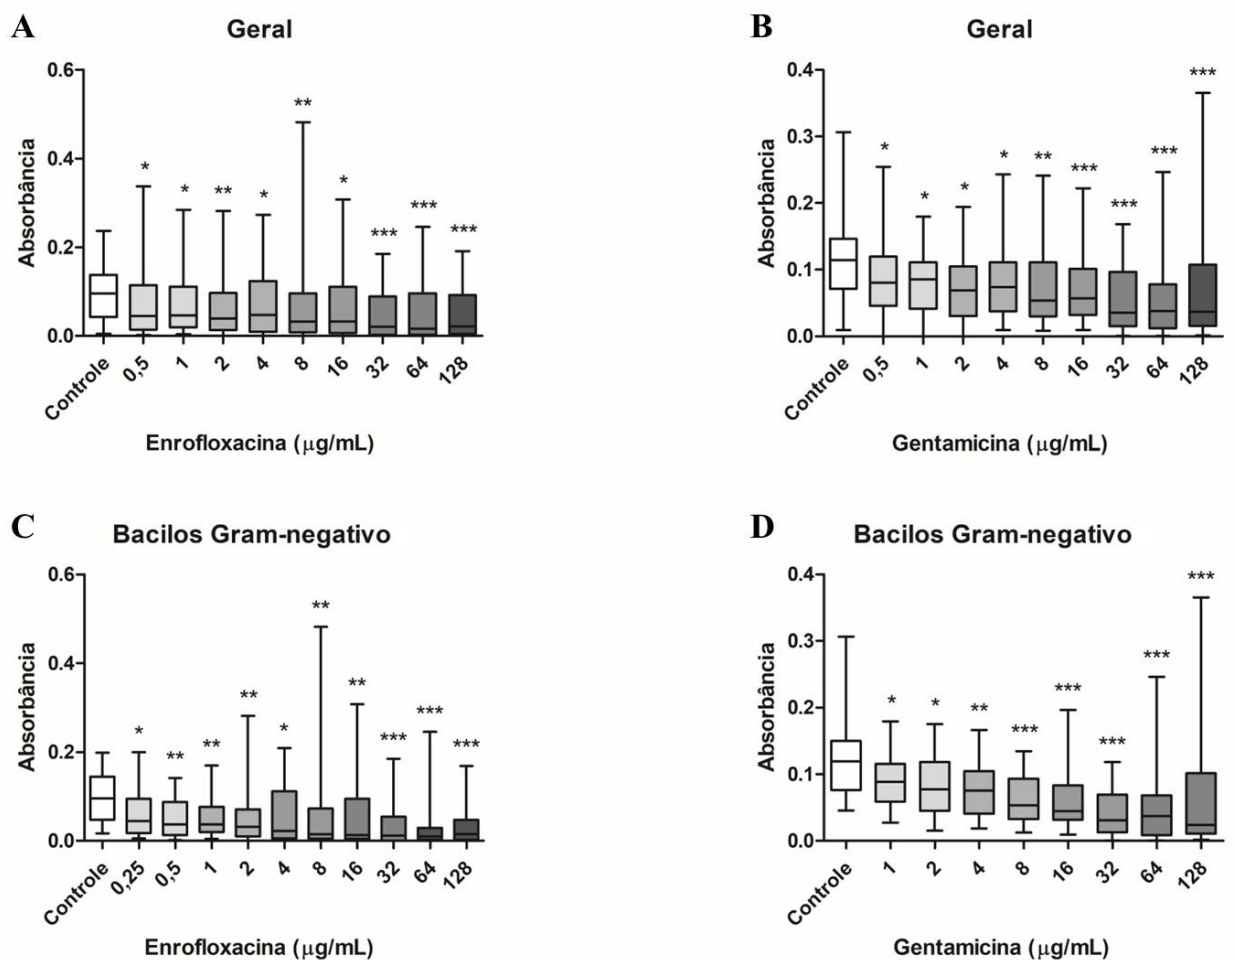 A
Geral
0.6
0.4
0.2
0.0
Absorbância
* * ** * ** * *** *** ***
Controle 0,5 1 2 4 8 16 32 64 128
Enrofloxacina (μg/mL)
B
Geral
0.4
0.3
0.2
0.1
0.0
Absorbância
* * * * ** *** *** *** ***
Controle 0,5 1 2 4 8 16 32 64 128
Gentamicina (μg/mL)
C
Bacilos Gram-negativo
0.6
0.4
0.2
0.0
Absorbância
* ** ** ** * ** ** *** *** ***
Controle 0,25 0,5 1 2 4 8 16 32 64 128
Enrofloxacina (μg/mL)
D
Bacilos Gram-negativo
0.4
0.3
0.2
0.1
0.0
Absorbância
* * ** *** *** *** *** ***
Controle 1 2 4 8 16 32 64 128
Gentamicina (μg/mL)